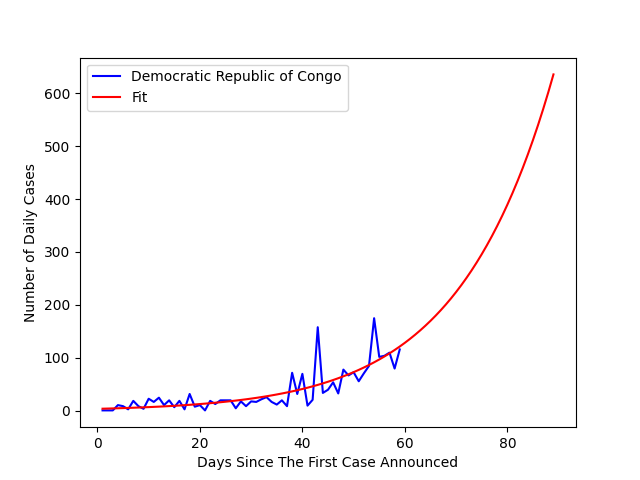 Democratic Republic of Congo
Fit
600
500
400
300
200
100
0
Number of Daily Cases
0 20 40 60 80
Days Since The First Case Announced